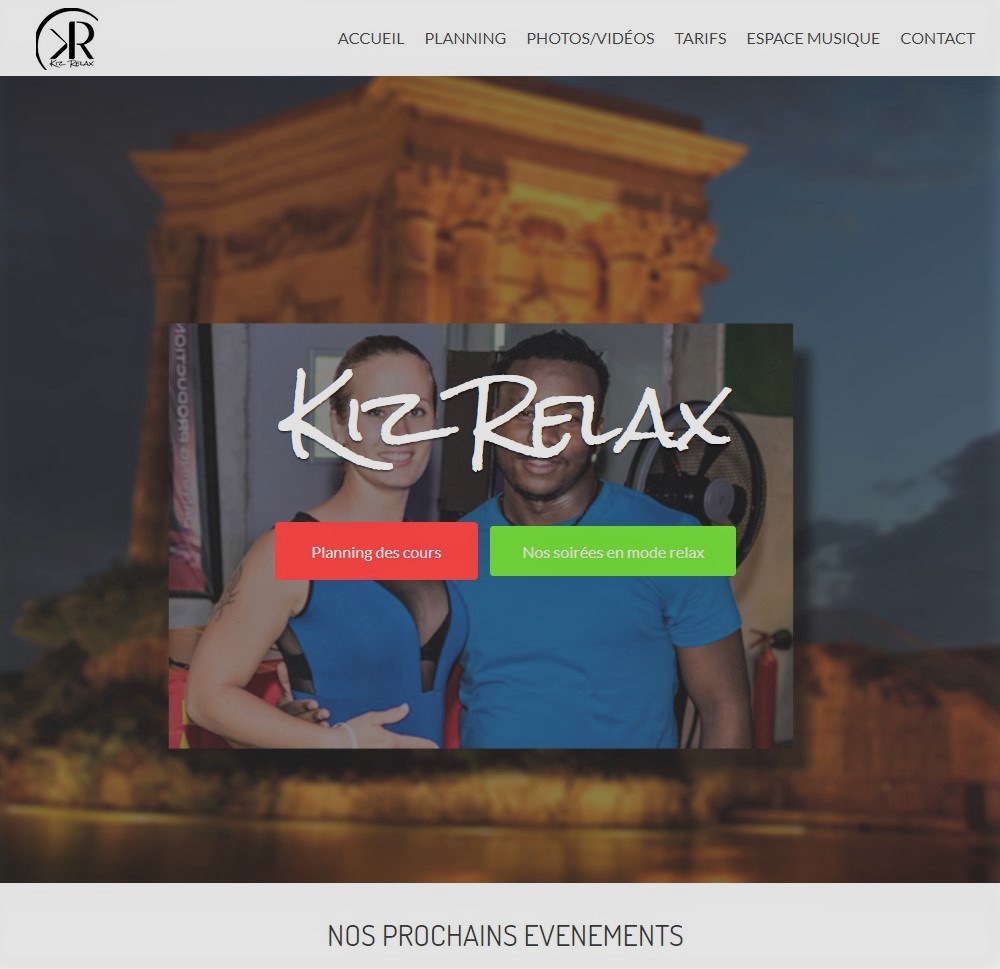 KR
Kiz Relax
ACCUEIL PLANNING PHOTOS/VIDÉOS TARIFS ESPACE MUSIQUE CONTACT
Kiz Relax
Planning des cours
Nos soirées en mode relax
NOS PROCHAINS EVENEMENTS